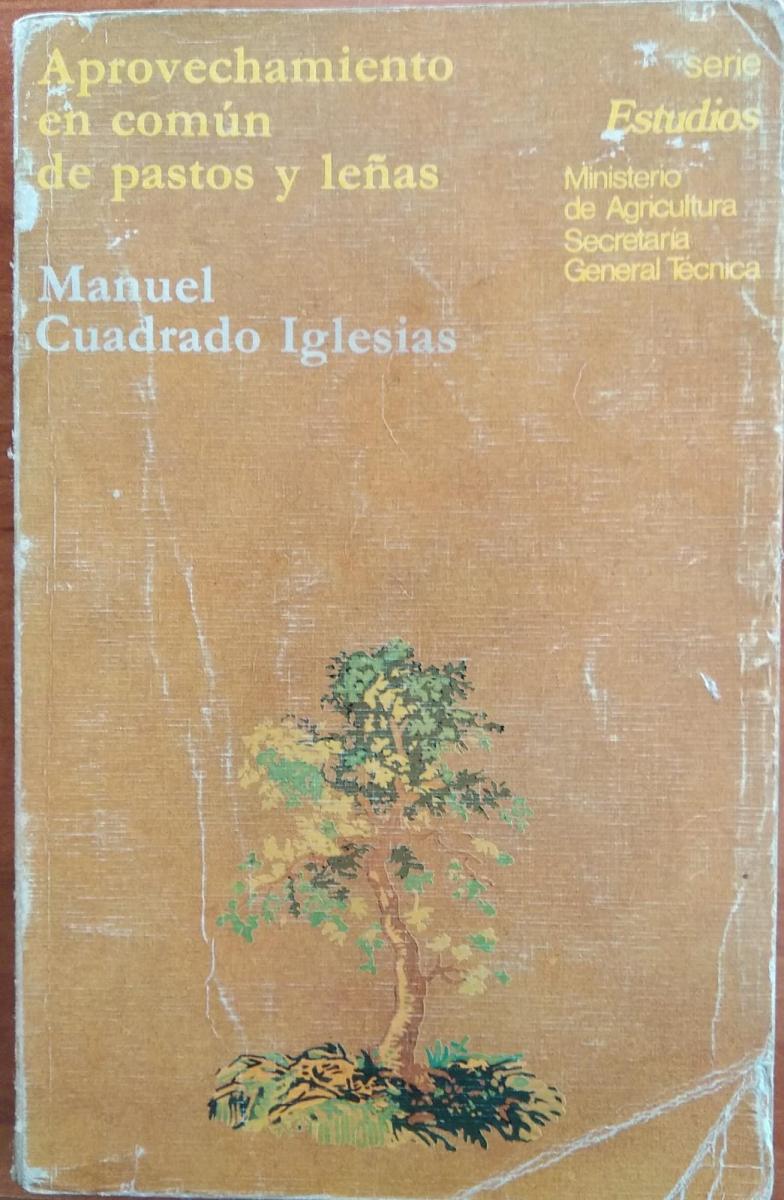 Aprovechamiento
en común
de pastos y leñas
Manuel
Cuadrado Iglesias
serie
Estudios
Ministerio
de Agricultura
Secretaría
General Técnica